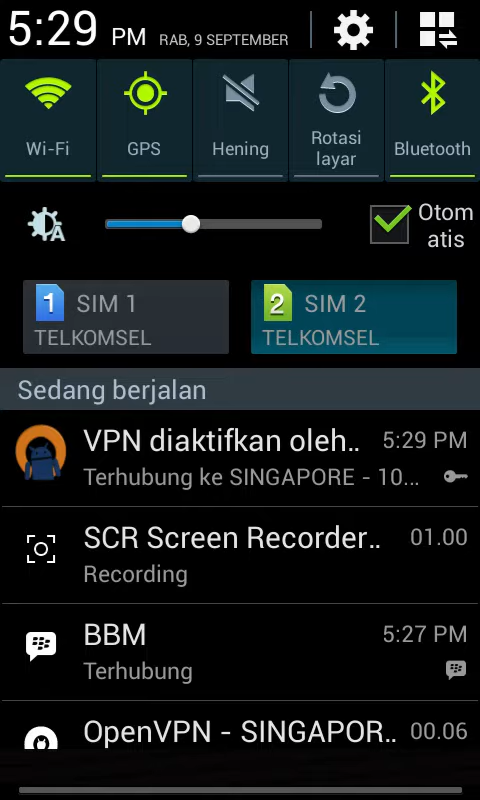 5:29 PM RAB, 9 SEPTEMBER
Wi-Fi
GPS
Hening
Rotasi
layar
Bluetooth
A
Otom
atis
1 SIM 1
TELKOMSEL
2 SIM 2
TELKOMSEL
Sedang berjalan
VPN diaktifkan oleh.. 5:29 PM
Terhubung ke SINGAPORE - 10...
SCR Screen Recorder.. 01.00
Recording
BBM 5:27 PM
Terhubung
OpenVPN - SINGAPOR.. 00.06